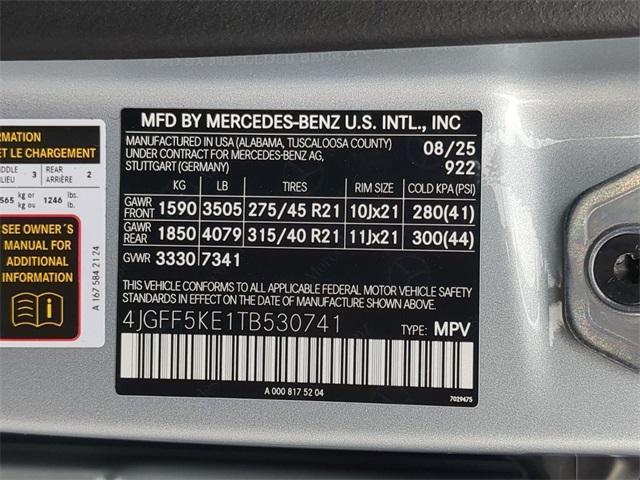 MFD BY MERCEDES-BENZ U.S. INTL., INC
MANUFACTURED IN USA (ALABAMA, TUSCALOOSA COUNTY)
UNDER CONTRACT FOR MERCEDES-BENZ AG,
STUTTGART (GERMANY)
08/25
922
KG LB TIRES RIM SIZE COLD KPA (PSI)
GAWR FRONT 1590 3505 275/45 R21 10Jx21 280(41)
GAWR REAR 1850 4079 315/40 R21 11Jx21 300(44)
GVWR 3330 7341
THIS VEHICLE CONFORMS TO ALL APPLICABLE FEDERAL MOTOR VEHICLE SAFETY
STANDARDS IN EFFECT ON THE DATE OF MANUFACTURE SHOWN ABOVE.
4JGFF5KE1TB530741 TYPE: MPV
A 000 817 52 04
7029475
RMATION
ET LE CHARGEMENT
3 REAR 2
ARRIÈRE
565 kg or 1246 lbs.
kg ou lb.
SEE OWNER´S
MANUAL FOR
ADDITIONAL
INFORMATION
A 167 584 21 24